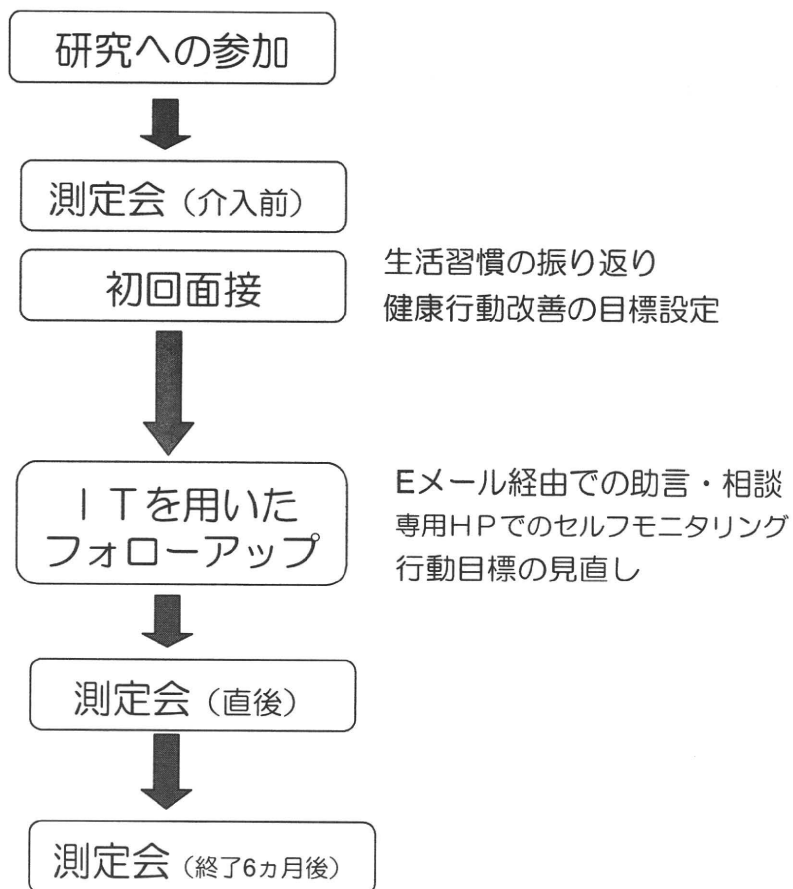 研究への参加
測定会（介入前）
初回面接
生活習慣の振り返り
健康行動改善の目標設定
ＩＴを用いた
フォローアップ
Eメール経由での助言・相談
専用ＨＰでのセルフモニタリング
行動目標の見直し
測定会（直後）
測定会（終了6ヵ月後）